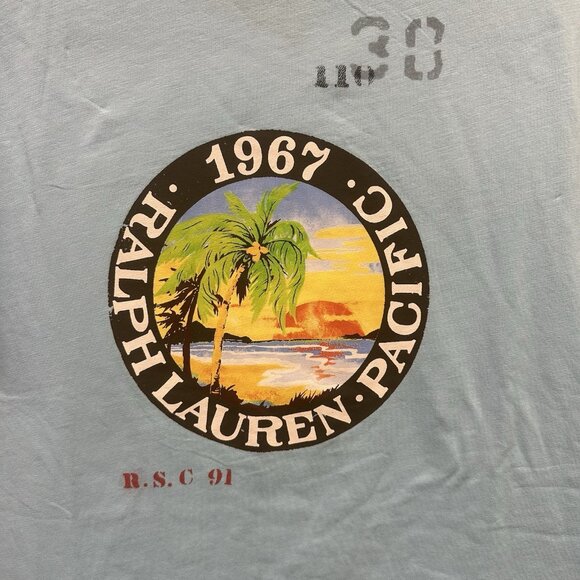 30
110
· 1967 ·
RALPH LAUREN · PACIFIC
R.S.C 91